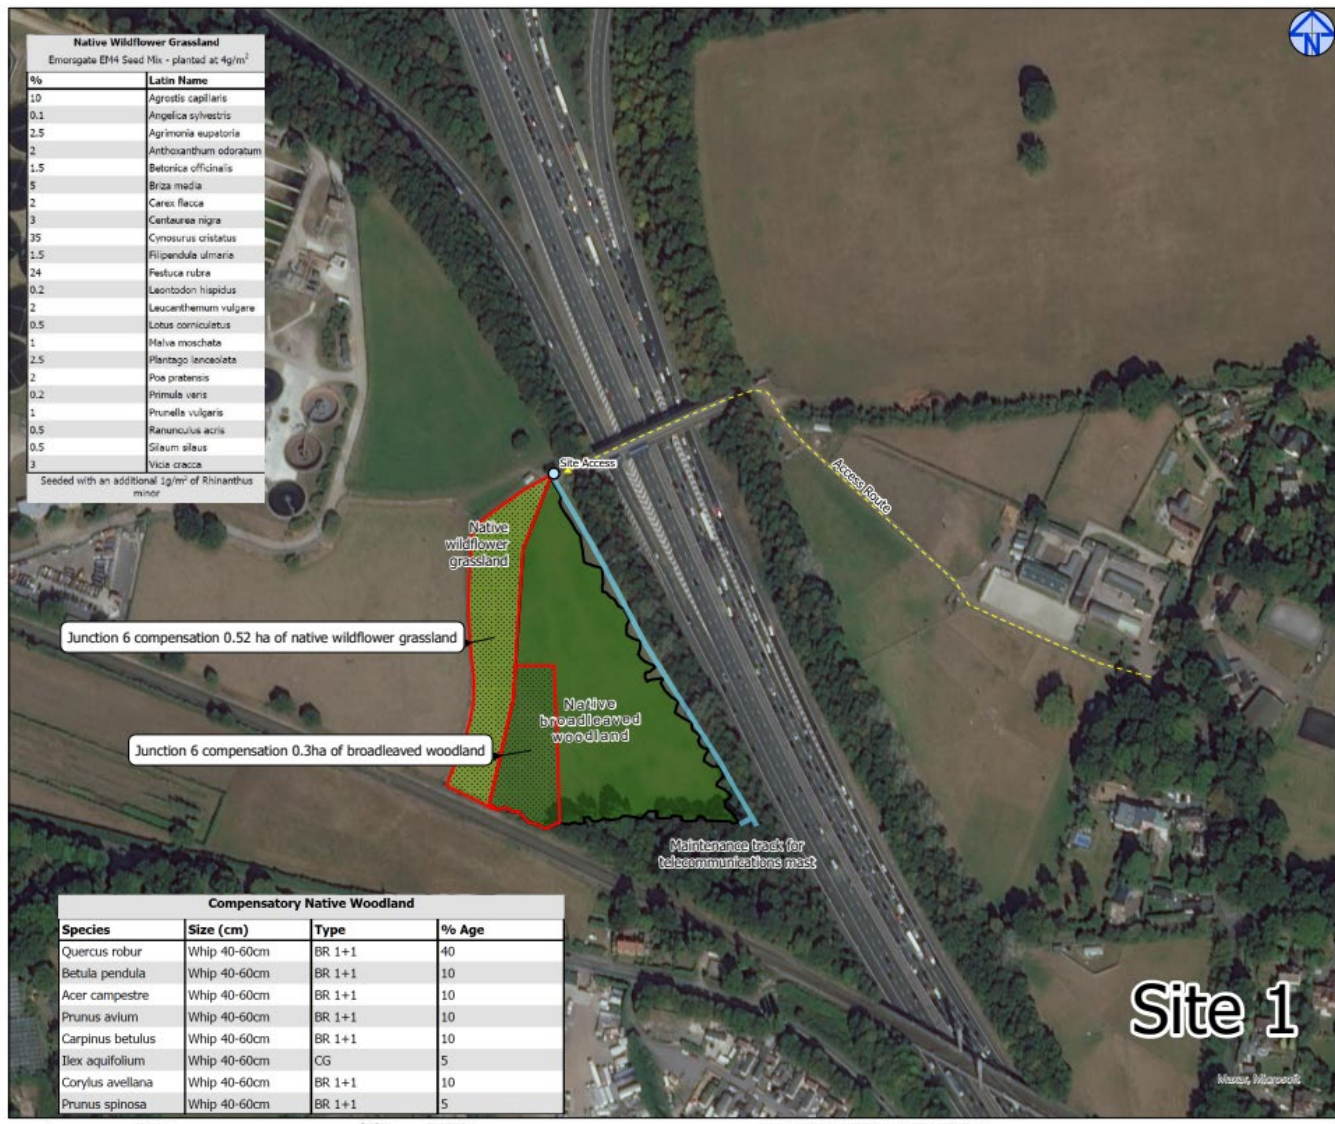 Native Wildflower Grassland
Emorsgate EM4 Seed Mix - planted at 4g/m²
% Latin Name
10 Agrostis capillaris
0.1 Angelica sylvestris
2.5 Agrimonia eupatoria
2 Anthoxanthum odoratum
1.5 Betonica officinalis
5 Briza media
2 Carex flacca
3 Centaurea nigra
35 Cynosurus cristatus
1.5 Filipendula ulmaria
24 Festuca rubra
0.2 Leontodon hispidus
2 Leucanthemum vulgare
0.5 Lotus corniculatus
1 Malva moschata
2.5 Plantago lanceolata
2 Poa pratensis
0.2 Primula veris
1 Prunella vulgaris
0.5 Ranunculus acris
0.5 Silaum silaus
3 Vicia cracca
Seeded with an additional 1g/m² of Rhinanthus
minor
N
Site Access
Access Route
Native
wildflower
grassland
Junction 6 compensation 0.52 ha of native wildflower grassland
Native
broadleaved
woodland
Junction 6 compensation 0.3ha of broadleaved woodland
Maintenance track for
telecommunications mast
Compensatory Native Woodland
Species Size (cm) Type % Age
Quercus robur Whip 40-60cm BR 1+1 40
Betula pendula Whip 40-60cm BR 1+1 10
Acer campestre Whip 40-60cm BR 1+1 10
Prunus avium Whip 40-60cm BR 1+1 10
Carpinus betulus Whip 40-60cm BR 1+1 10
Ilex aquifolium Whip 40-60cm CG 5
Corylus avellana Whip 40-60cm BR 1+1 10
Prunus spinosa Whip 40-60cm BR 1+1 5
Site 1
Maxar, Microsoft